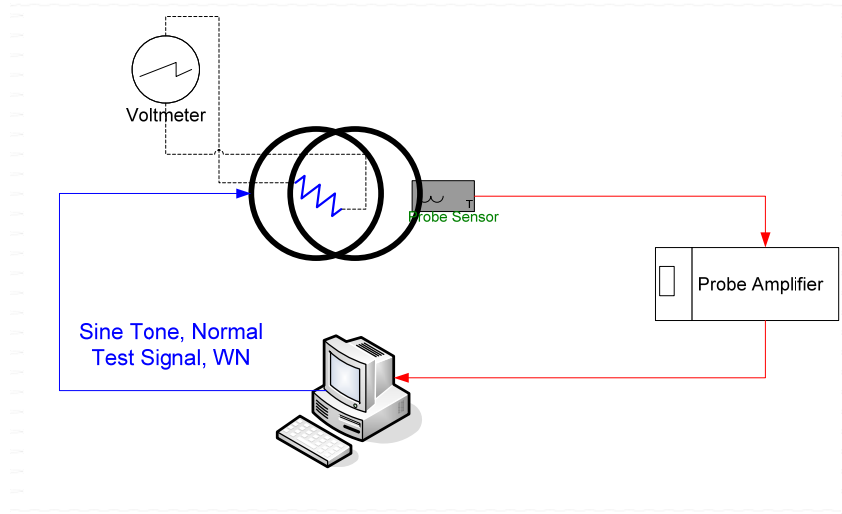 Voltmeter
T
Probe Sensor
Probe Amplifier
Sine Tone, Normal
Test Signal, WN